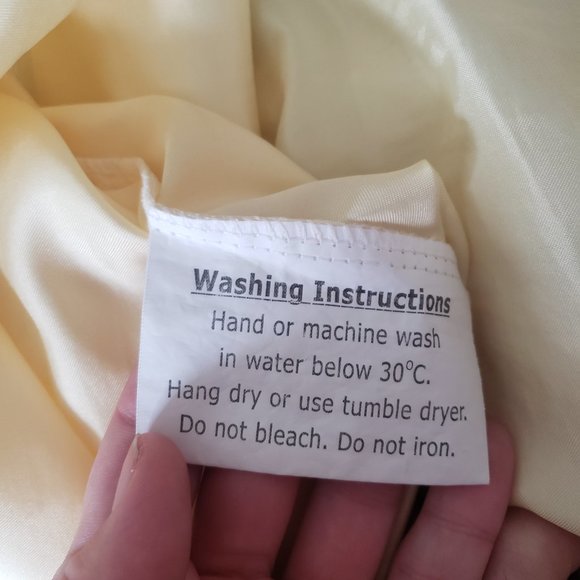 Washing Instructions
Hand or machine wash
in water below 30°C.
Hang dry or use tumble dryer.
Do not bleach. Do not iron.